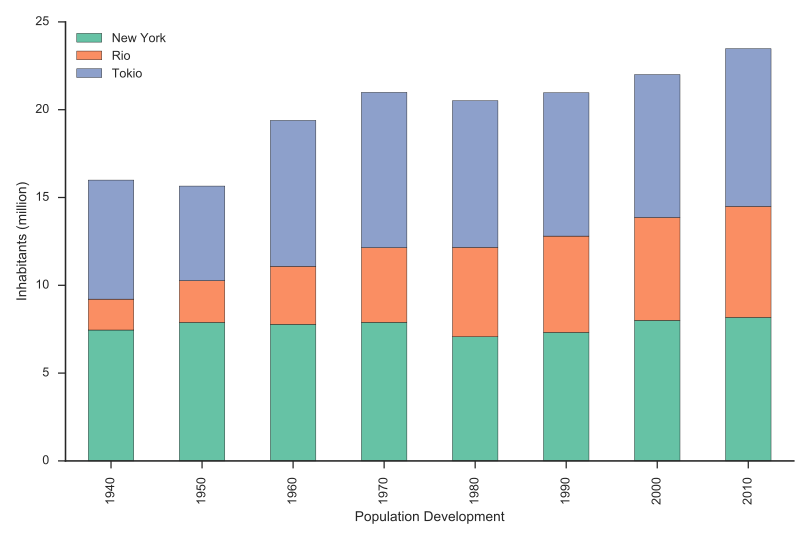 25
20
15
10
5
0
Inhabitants (million)
New York
Rio
Tokio
1940
1950
1960
1970
1980
1990
2000
2010
Population Development